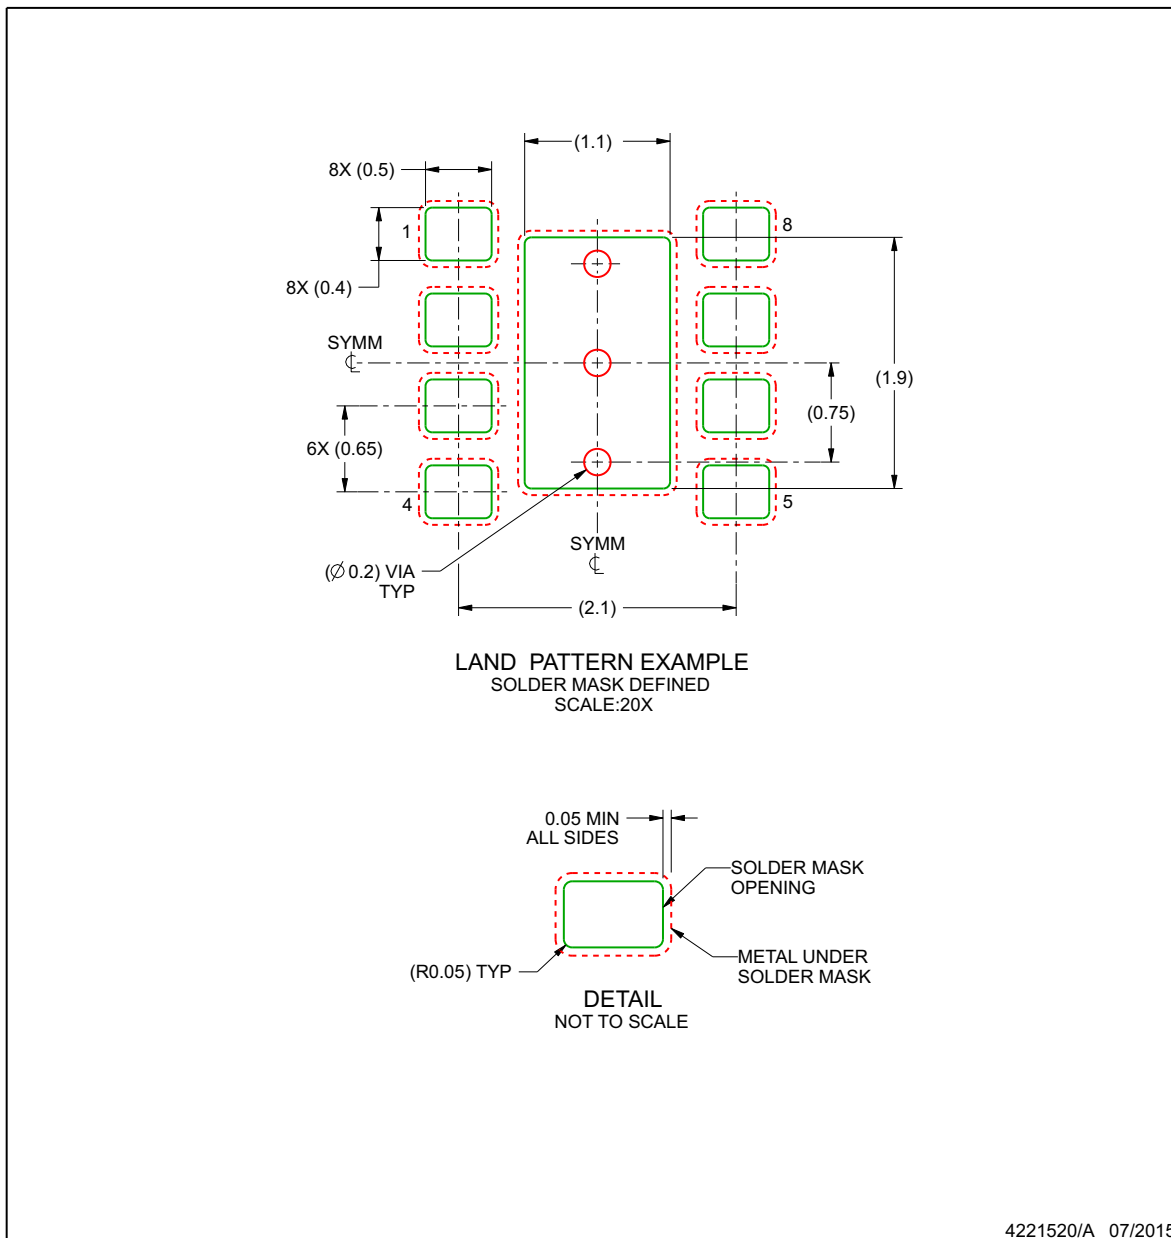 (1.1)
8X (0.5)
1
8
8X (0.4)
SYMM
℄
(1.9)
(0.75)
6X (0.65)
4
5
SYMM
℄
(∅ 0.2) VIA
TYP
(2.1)
LAND PATTERN EXAMPLE
SOLDER MASK DEFINED
SCALE:20X
0.05 MIN
ALL SIDES
SOLDER MASK
OPENING
METAL UNDER
SOLDER MASK
(R0.05) TYP
DETAIL
NOT TO SCALE
4221520/A 07/2015